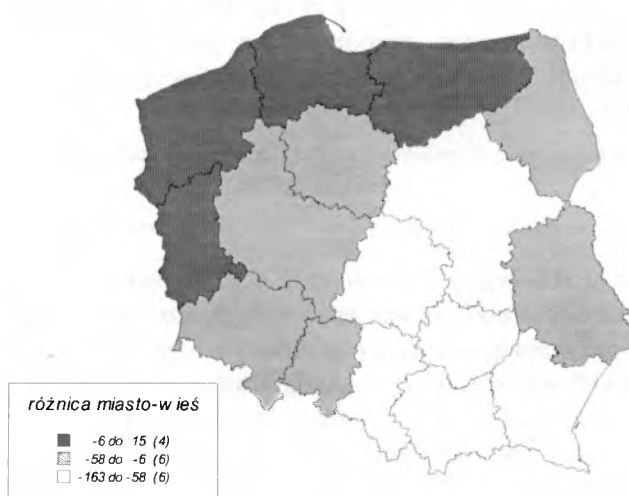 różnica miasto-wieś
-6 do 15 (4)
-58 do -6 (6)
-163 do -58 (6)